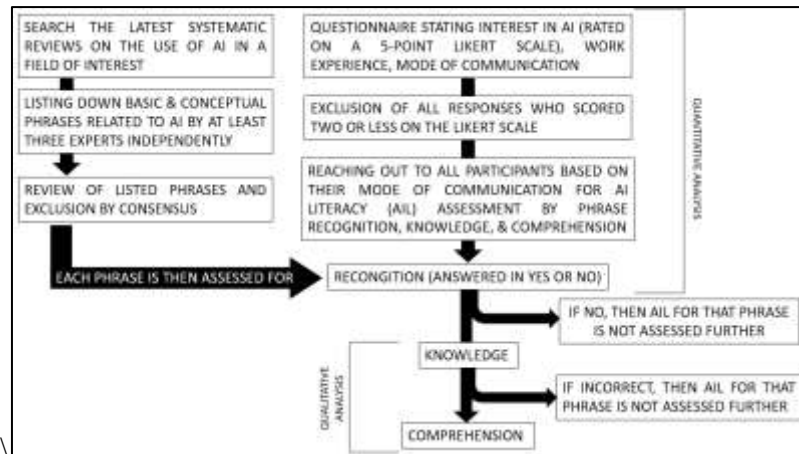 SEARCH THE LATEST SYSTEMATIC
REVIEWS ON THE USE OF AI IN A
FIELD OF INTEREST
LISTING DOWN BASIC & CONCEPTUAL
PHRASES RELATED TO AI BY AT LEAST
THREE EXPERTS INDEPENDENTLY
REVIEW OF LISTED PHRASES AND
EXCLUSION BY CONSENSUS
EACH PHRASE IS THEN ASSESSED FOR
QUESTIONNAIRE STATING INTEREST IN AI (RATED
ON A 5-POINT LIKERT SCALE), WORK
EXPERIENCE, MODE OF COMMUNICATION
EXCLUSION OF ALL RESPONSES WHO SCORED
TWO OR LESS ON THE LIKERT SCALE
REACHING OUT TO ALL PARTICIPANTS BASED ON
THEIR MODE OF COMMUNICATION FOR AI
LITERACY (AIL) ASSESSMENT BY PHRASE
RECOGNITION, KNOWLEDGE, & COMPREHENSION
RECONGITION (ANSWERED IN YES OR NO)
QUANTITATIVE ANALYSIS
IF NO, THEN AIL FOR THAT PHRASE
IS NOT ASSESSED FURTHER
KNOWLEDGE
IF INCORRECT, THEN AIL FOR THAT
PHRASE IS NOT ASSESSED FURTHER
QUALITATIVE
ANALYSIS
COMPREHENSION
\